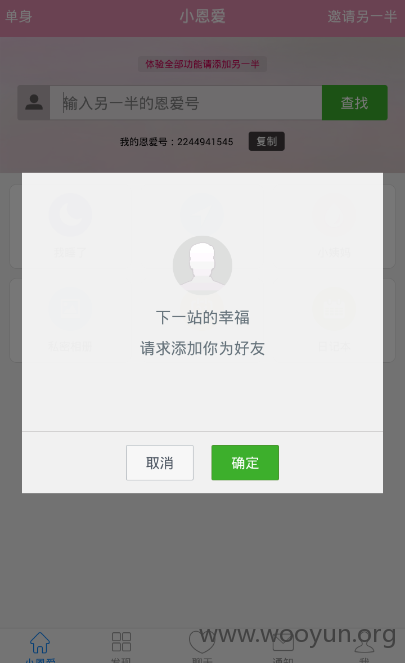 单身 小恩爱 邀请另一半
体验全部功能请添加另一半
输入另一半的恩爱号 查找
我的恩爱号：2244941545 复制
下一站的幸福
请求添加你为好友
取消 确定
www.wooyun.org
小恩爱 发现 聊天 通知 我